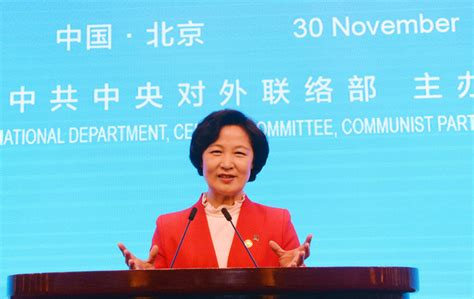 中国·北京 30 November
中共中央对外联络部 主办
NATIONAL DEPARTMENT, CE COMMITTEE, COMMUNIST PART